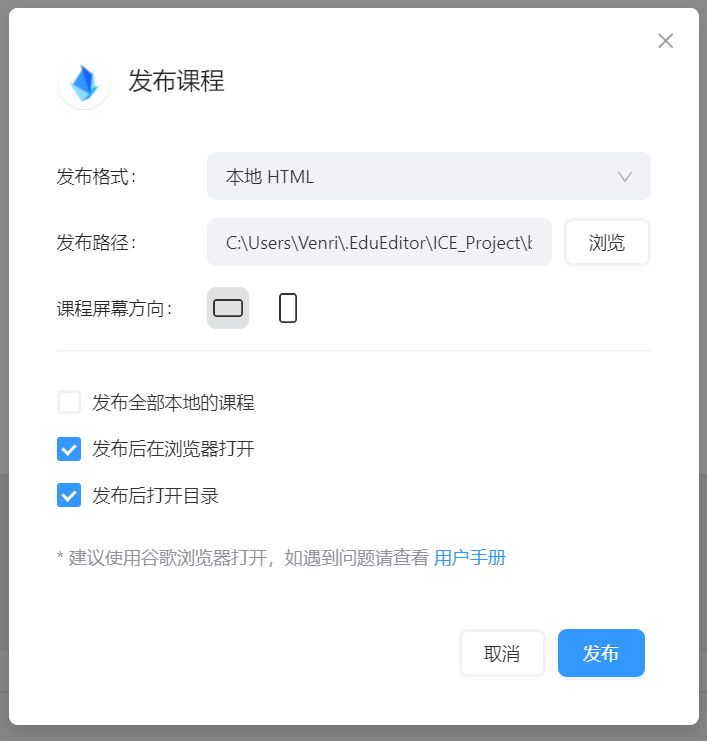 发布课程
发布格式: 本地 HTML
发布路径: C:\Users\Venri\.EduEditor\ICE_Project\b 浏览
课程屏幕方向:
发布全部本地的课程
发布后在浏览器打开
发布后打开目录
* 建议使用谷歌浏览器打开，如遇到问题请查看 用户手册
取消 发布